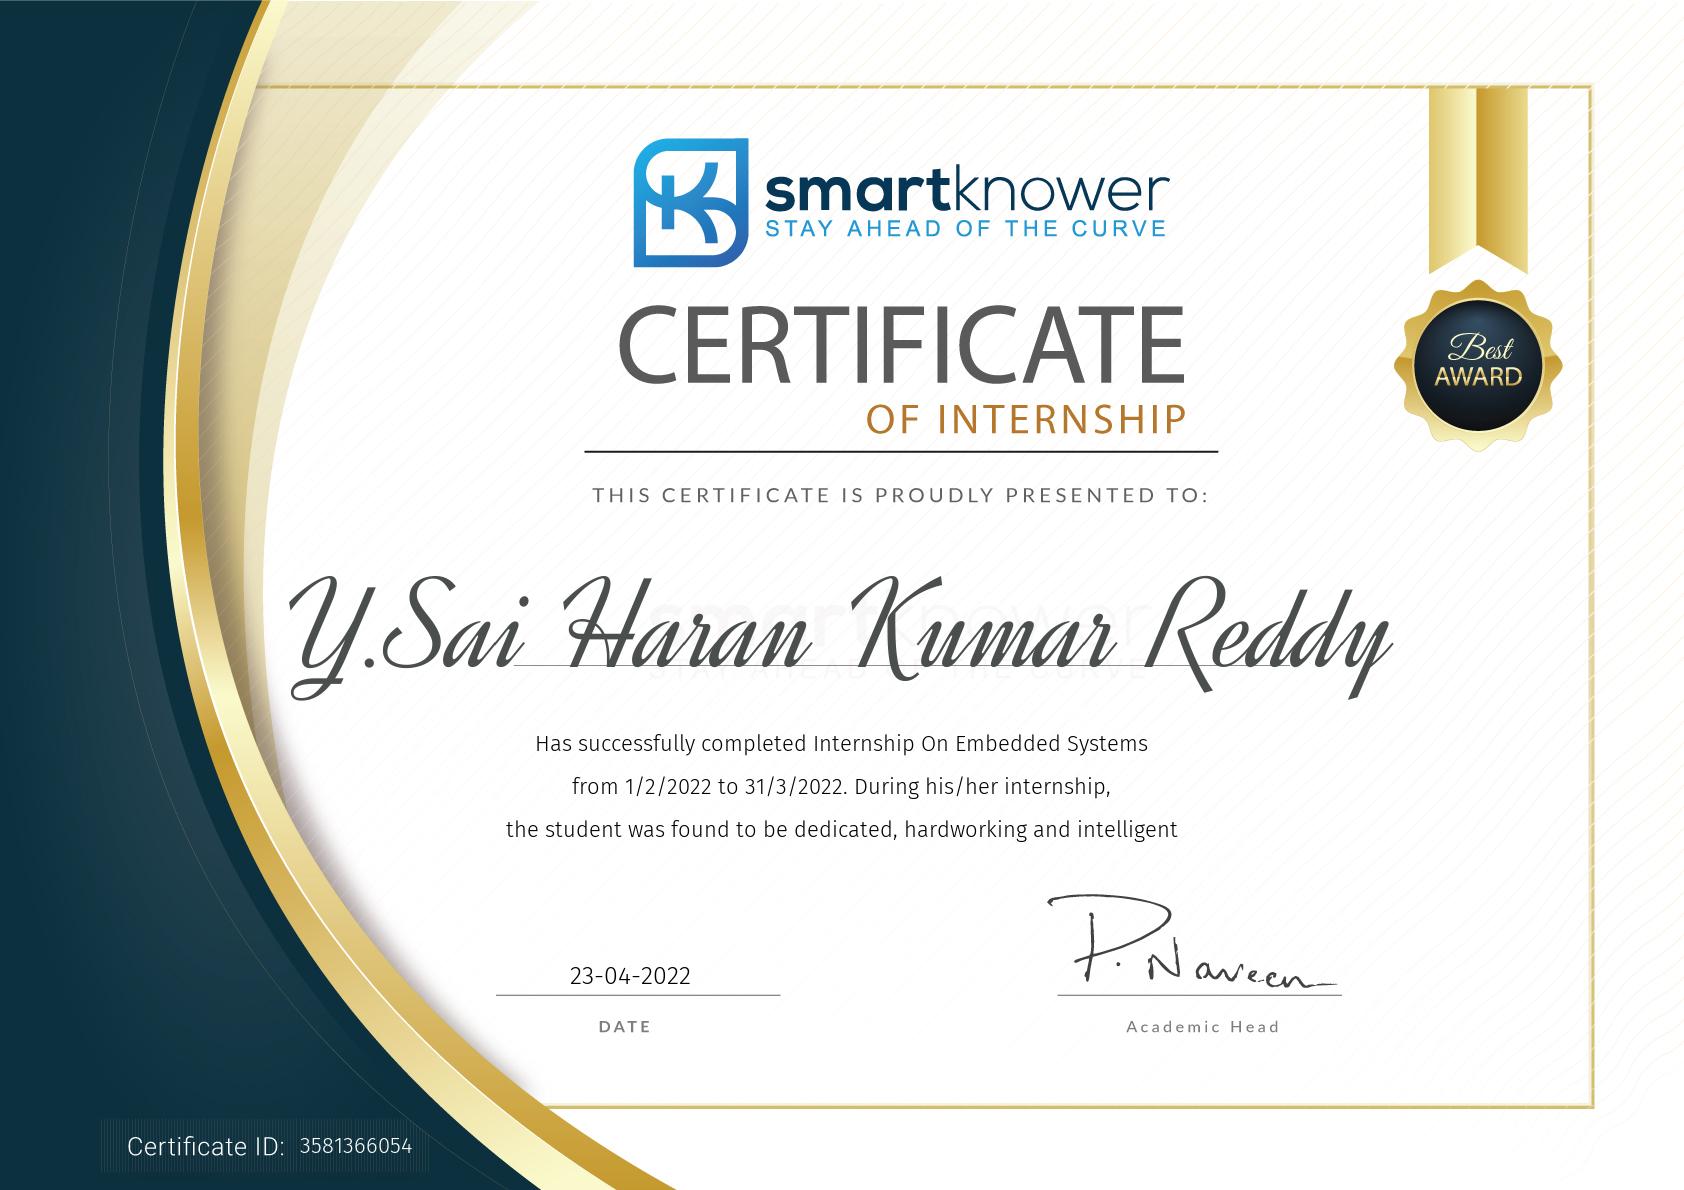 smartknower
STAY AHEAD OF THE CURVE
CERTIFICATE
OF INTERNSHIP
Best
AWARD
THIS CERTIFICATE IS PROUDLY PRESENTED TO:
Y.Sai Haran Kumar Reddy
smartknower
STAY AHEAD OF THE CURVE
Has successfully completed Internship On Embedded Systems
from 1/2/2022 to 31/3/2022. During his/her internship,
the student was found to be dedicated, hardworking and intelligent
23-04-2022
DATE
P. Naveen
Academic Head
Certificate ID: 3581366054